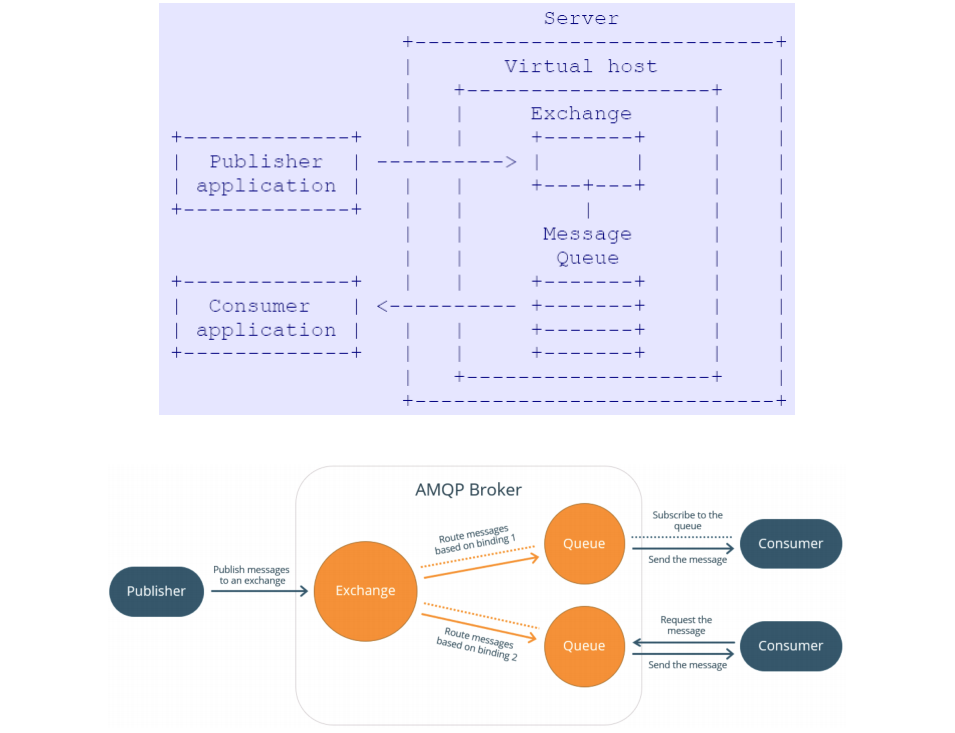 Server
Virtual host
Exchange
Publisher
application
Message
Queue
Consumer
application
AMQP Broker
Publisher
Publish messages
to an exchange
Exchange
Route messages
based on binding 1
Route messages
based on binding 2
Queue
Queue
Subscribe to the
queue
Send the message
Consumer
Request the
message
Send the message
Consumer